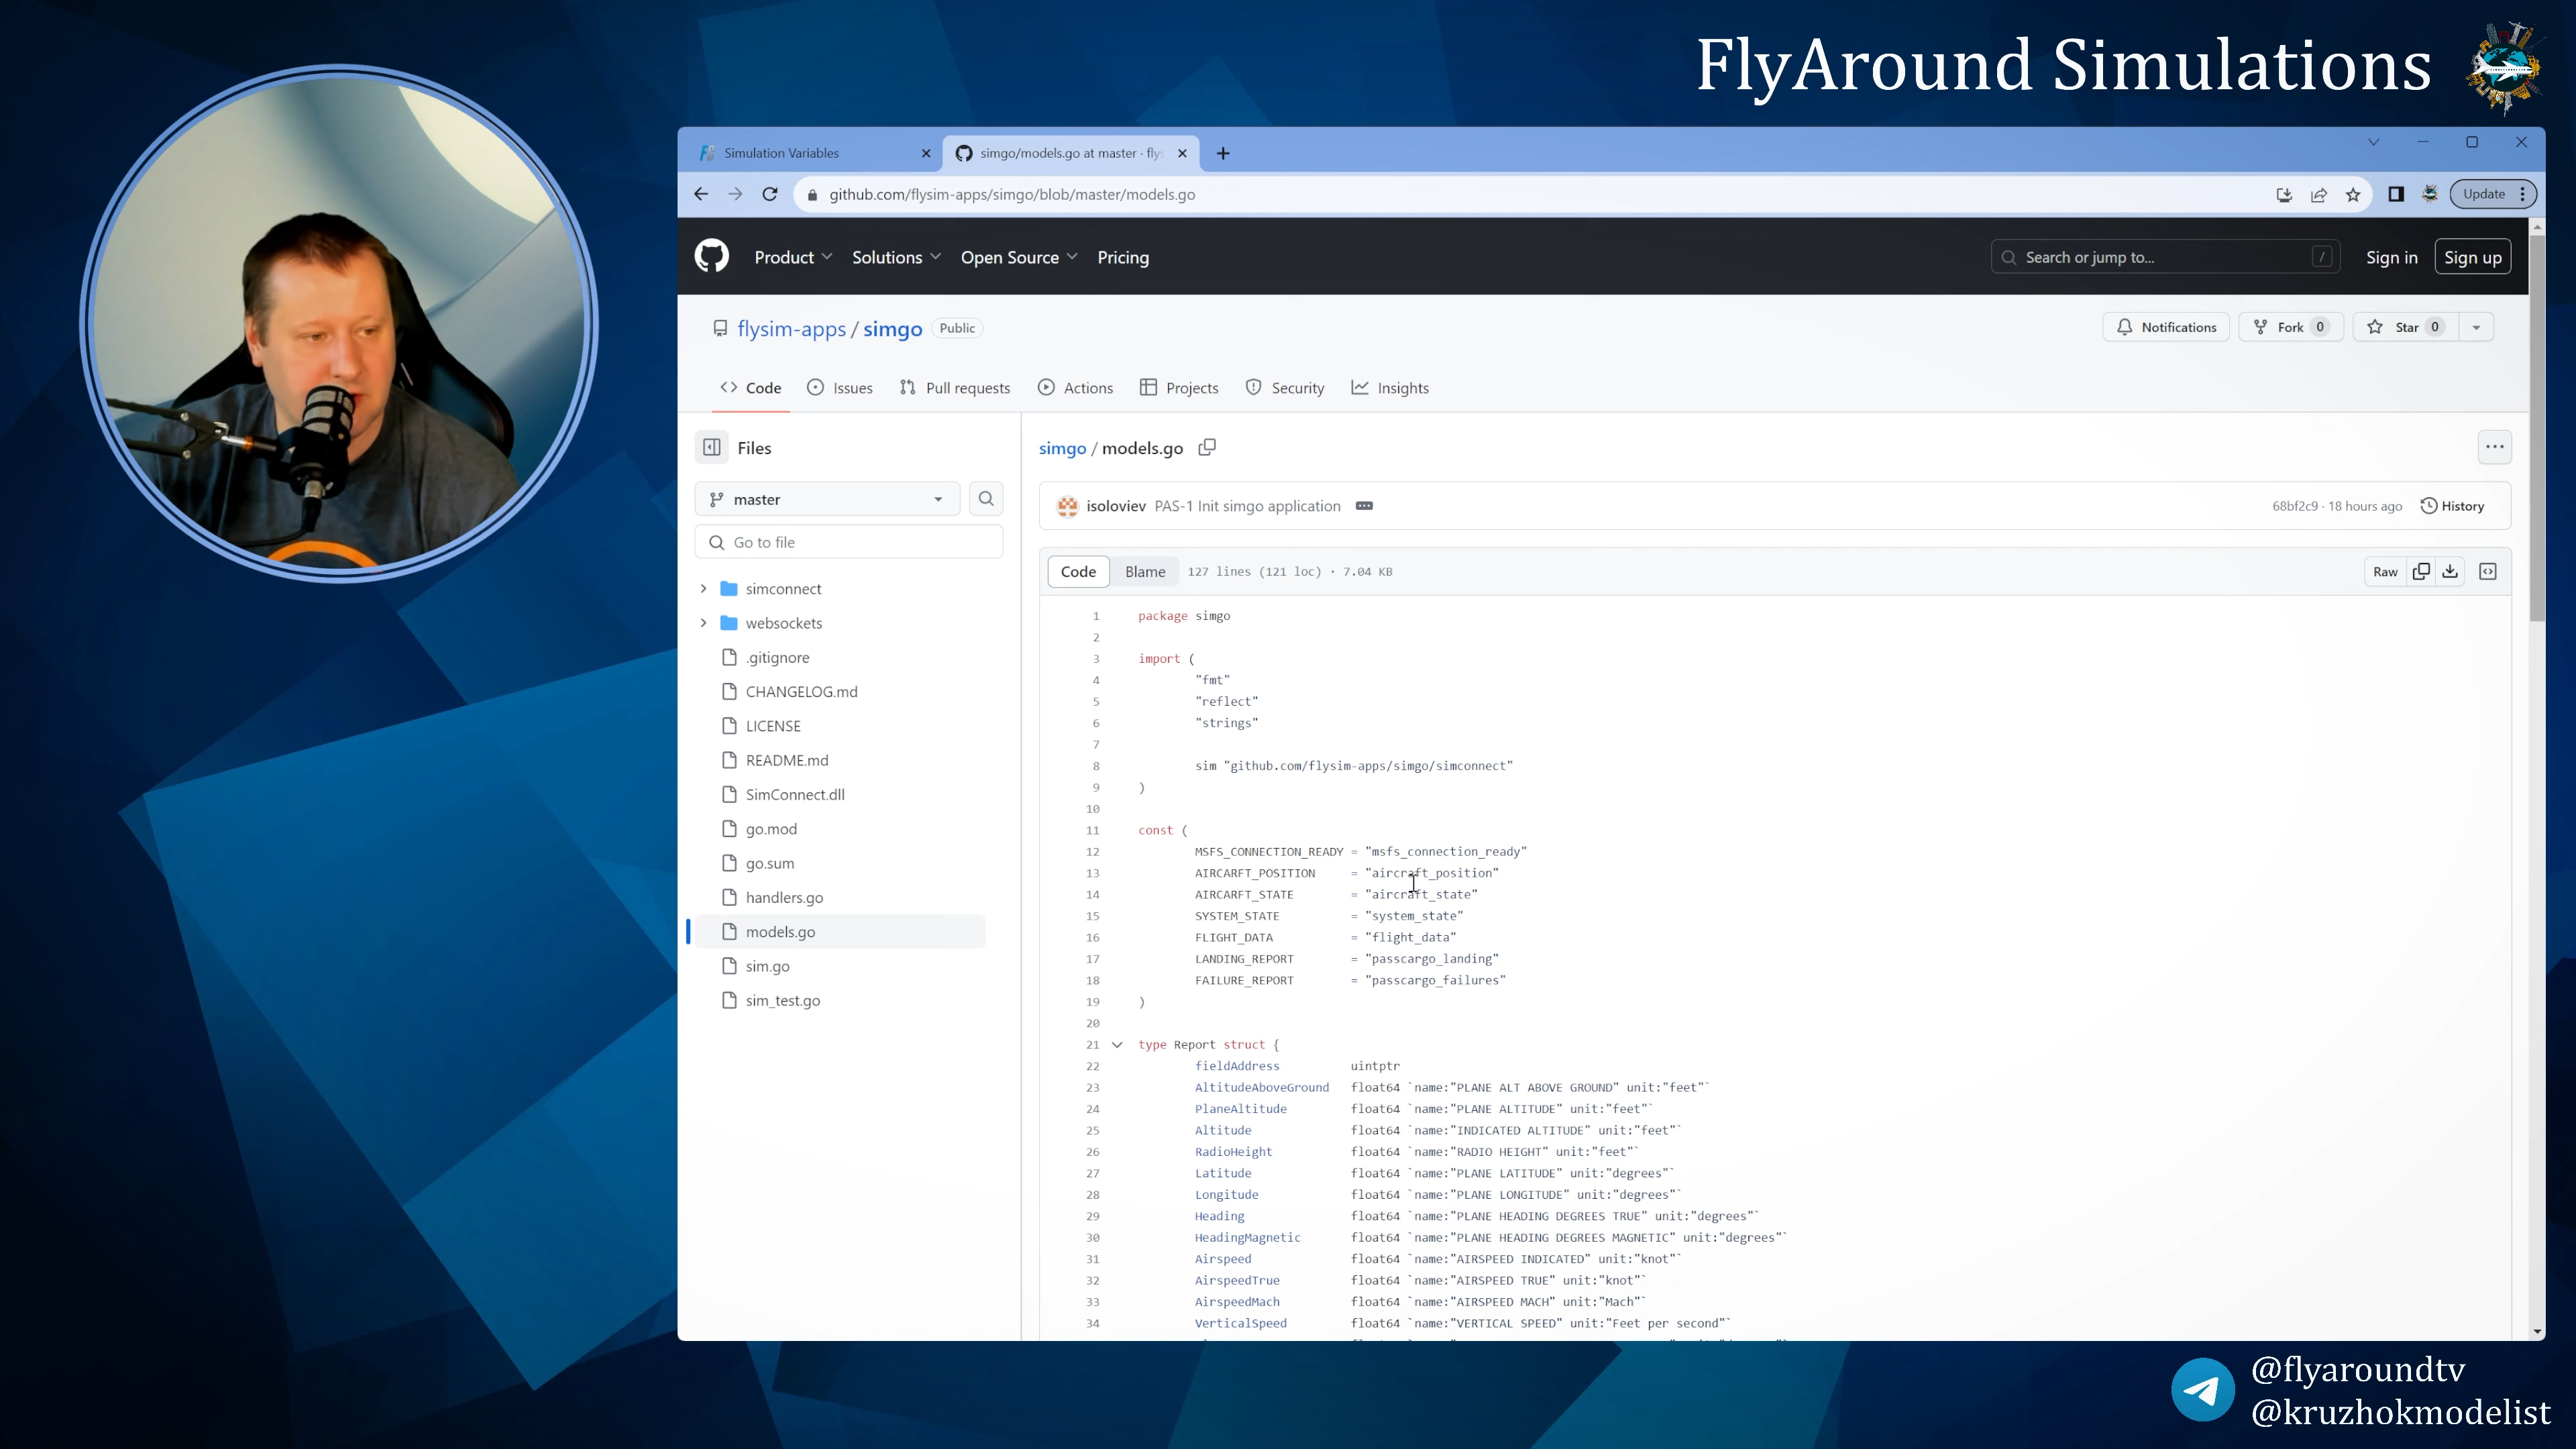 FlyAround Simulations
Simulation Variables
simgo/models.go at master · fly
github.com/flysim-apps/simgo/blob/master/models.go
Update
Product
Solutions
Open Source
Pricing
Search or jump to...
/
Sign in
Sign up
flysim-apps / simgo
Public
Notifications
Fork 0
Star 0
Code
Issues
Pull requests
Actions
Projects
Security
Insights
Files
master
Go to file
simconnect
websockets
.gitignore
CHANGELOG.md
LICENSE
README.md
SimConnect.dll
go.mod
go.sum
handlers.go
models.go
sim.go
sim_test.go
simgo / models.go
isoloviev PAS-1 Init simgo application
68bf2c9 · 18 hours ago
History
Code
Blame
127 lines (121 loc) · 7.04 KB
Raw
1 package simgo
2
3 import (
4 "fmt"
5 "reflect"
6 "strings"
7
8 sim "github.com/flysim-apps/simgo/simconnect"
9 )
10
11 const (
12 MSFS_CONNECTION_READY = "msfs_connection_ready"
13 AIRCARFT_POSITION = "aircraft_position"
14 AIRCARFT_STATE = "aircraft_state"
15 SYSTEM_STATE = "system_state"
16 FLIGHT_DATA = "flight_data"
17 LANDING_REPORT = "passcargo_landing"
18 FAILURE_REPORT = "passcargo_failures"
19 )
20
21 type Report struct {
22 fieldAddress uintptr
23 AltitudeAboveGround float64 `name:"PLANE ALT ABOVE GROUND" unit:"feet"`
24 PlaneAltitude float64 `name:"PLANE ALTITUDE" unit:"feet"`
25 Altitude float64 `name:"INDICATED ALTITUDE" unit:"feet"`
26 RadioHeight float64 `name:"RADIO HEIGHT" unit:"feet"`
27 Latitude float64 `name:"PLANE LATITUDE" unit:"degrees"`
28 Longitude float64 `name:"PLANE LONGITUDE" unit:"degrees"`
29 Heading float64 `name:"PLANE HEADING DEGREES TRUE" unit:"degrees"`
30 HeadingMagnetic float64 `name:"PLANE HEADING DEGREES MAGNETIC" unit:"degrees"`
31 Airspeed float64 `name:"AIRSPEED INDICATED" unit:"knot"`
32 AirspeedTrue float64 `name:"AIRSPEED TRUE" unit:"knot"`
33 AirspeedMach float64 `name:"AIRSPEED MACH" unit:"Mach"`
34 VerticalSpeed float64 `name:"VERTICAL SPEED" unit:"Feet per second"`
@flyaroundtv
@kruzhokmodelist